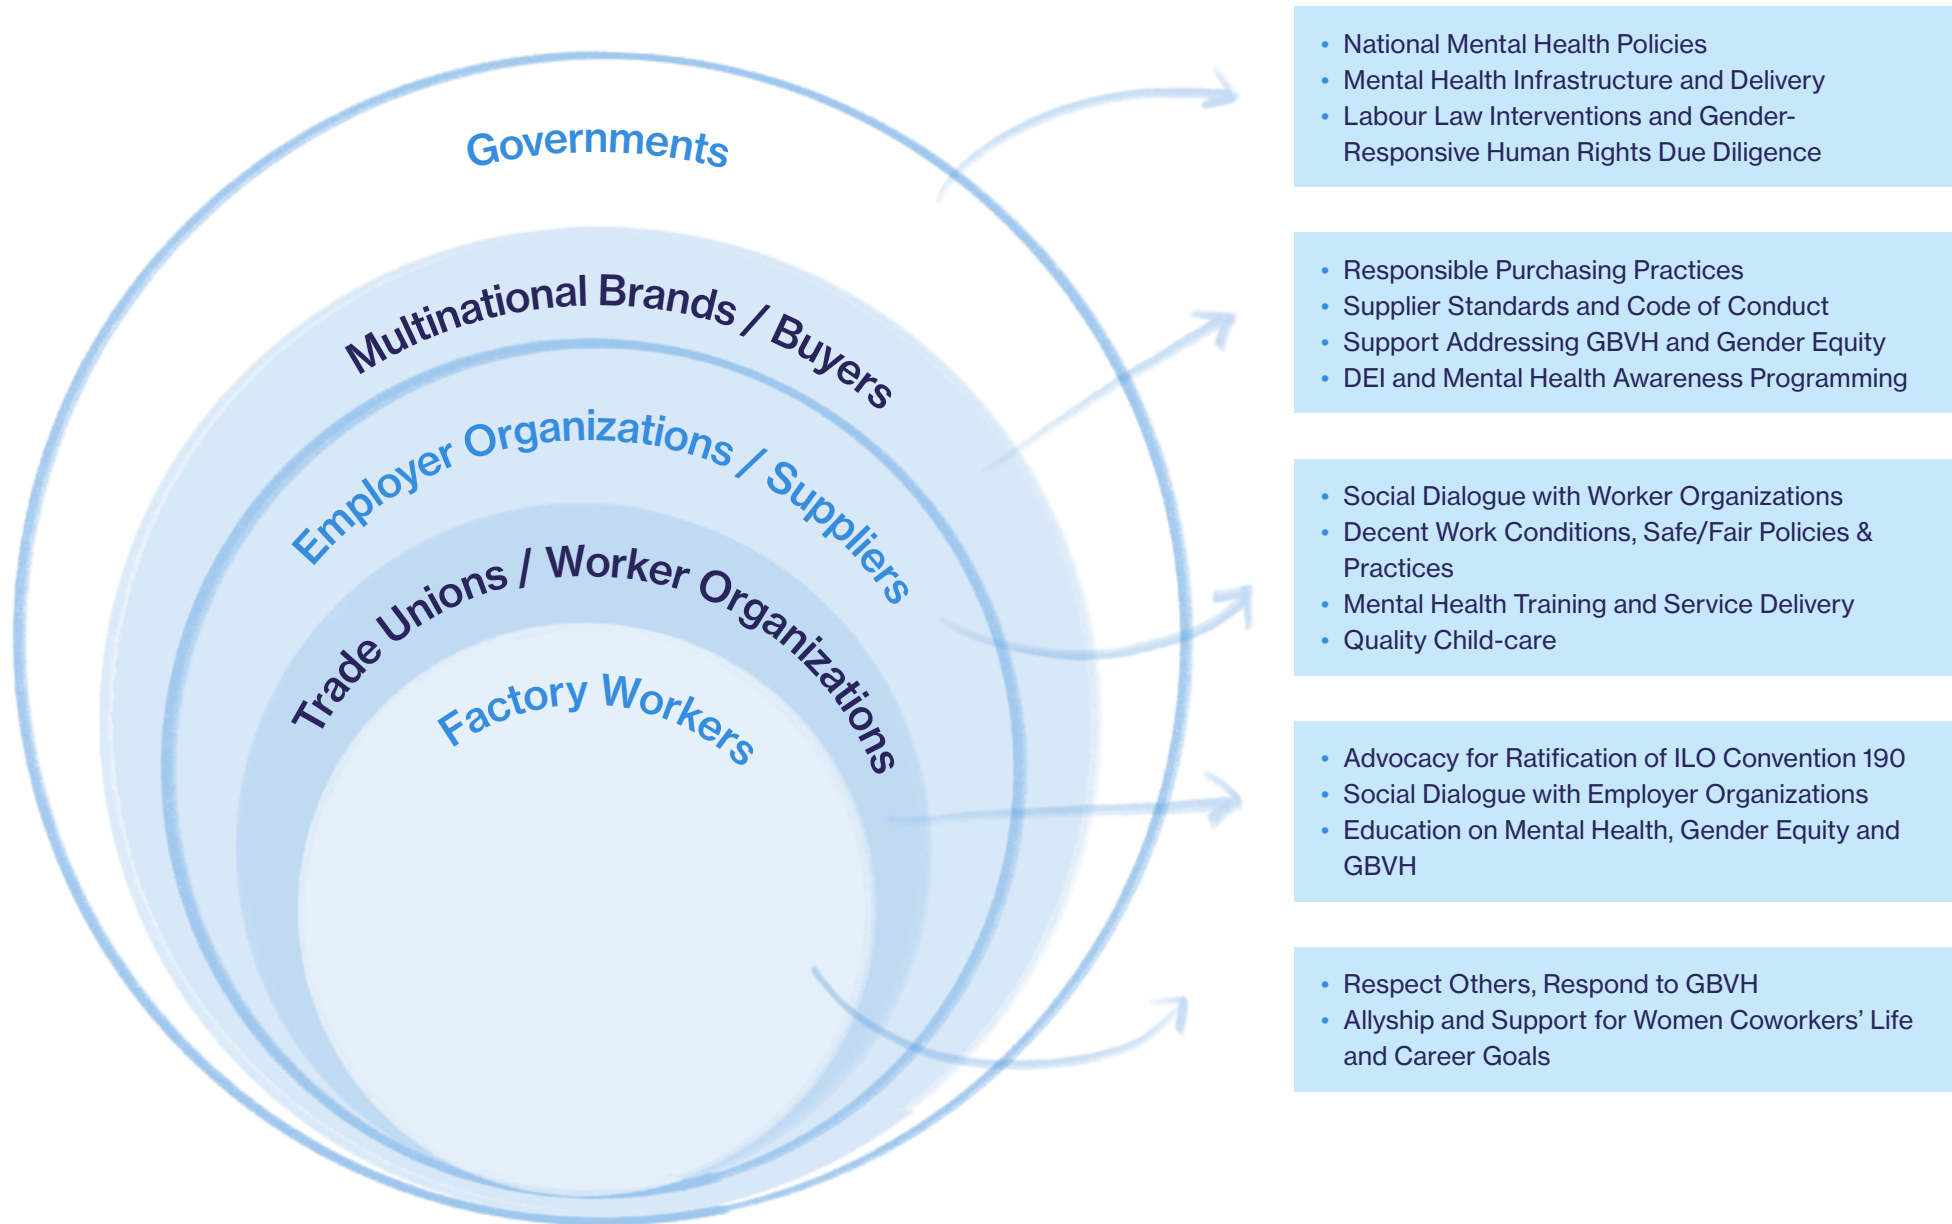 Governments
Multinational Brands / Buyers
Employer Organizations / Suppliers
Trade Unions / Worker Organizations
Factory Workers
• National Mental Health Policies
• Mental Health Infrastructure and Delivery
• Labour Law Interventions and Gender-
Responsive Human Rights Due Diligence
• Responsible Purchasing Practices
• Supplier Standards and Code of Conduct
• Support Addressing GBVH and Gender Equity
• DEI and Mental Health Awareness Programming
• Social Dialogue with Worker Organizations
• Decent Work Conditions, Safe/Fair Policies &
Practices
• Mental Health Training and Service Delivery
• Quality Child-care
• Advocacy for Ratification of ILO Convention 190
• Social Dialogue with Employer Organizations
• Education on Mental Health, Gender Equity and
GBVH
• Respect Others, Respond to GBVH
• Allyship and Support for Women Coworkers’ Life
and Career Goals